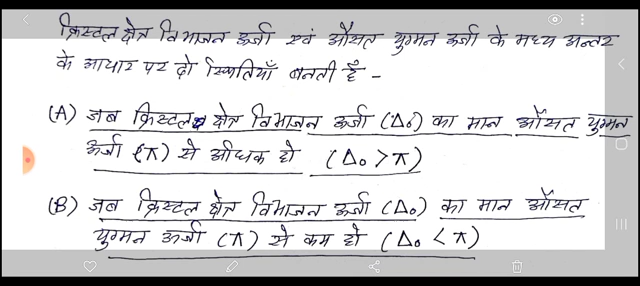 क्रिस्टल क्षेत्र विभाजन ऊर्जा एवं औसत युग्मन ऊर्जा के मध्य अन्तर
के आधार पर दो स्थितियाँ बनती हैं -
(A) जब क्रिस्टल क्षेत्र विभाजन ऊर्जा (Δ₀) का मान औसत युग्मन
ऊर्जा (π) से अधिक हो (Δ₀ > π)
(B) जब क्रिस्टल क्षेत्र विभाजन ऊर्जा (Δ₀) का मान औसत
युग्मन ऊर्जा (π) से कम हो (Δ₀ < π)